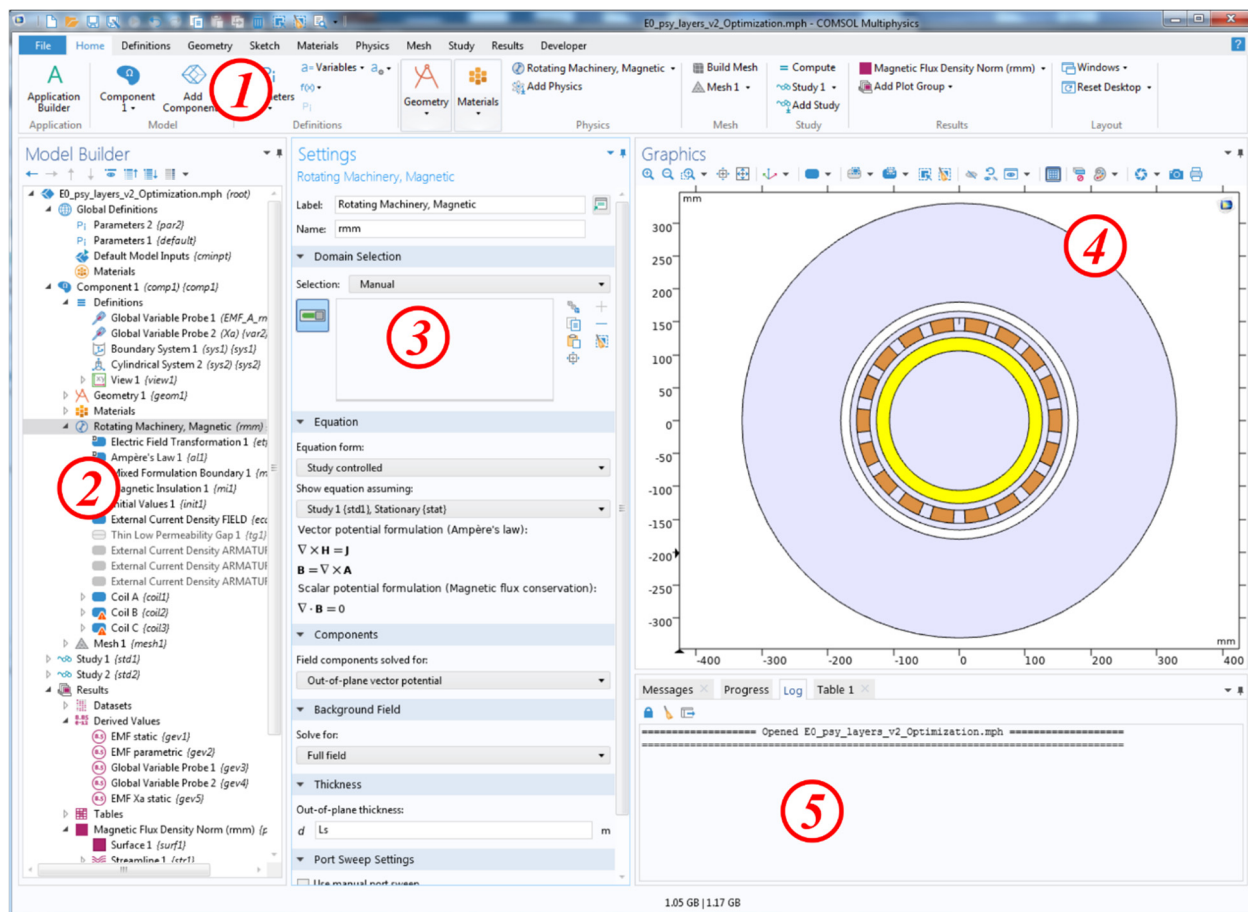 E0_psy_layers_v2_Optimization.mph - COMSOL Multiphysics
File Home Definitions Geometry Sketch Materials Physics Mesh Study Results Developer
Application Builder
Component 1
Add Component
a= Variables
f(x)
Pi
Geometry
Materials
Rotating Machinery, Magnetic
Add Physics
Build Mesh
Mesh 1
Compute
Study 1
Add Study
Magnetic Flux Density Norm (rmm)
Add Plot Group
Windows
Reset Desktop
Application Model Definitions Physics Mesh Study Results Layout
1
Model Builder
E0_psy_layers_v2_Optimization.mph (root)
Global Definitions
Parameters 2 {par2}
Parameters 1 {default}
Default Model Inputs {cminpt}
Materials
Component 1 (comp1) {comp1}
Definitions
Global Variable Probe 1 (EMF_A_m
Global Variable Probe 2 (Xa) {var2}
Boundary System 1 (sys1) {sys1}
Cylindrical System 2 (sys2) {sys2}
View 1 {view1}
Geometry 1 {geom1}
Materials
Rotating Machinery, Magnetic (rmm)
Electric Field Transformation 1
Ampère's Law 1 {al1}
Mixed Formulation Boundary 1
Magnetic Insulation 1 {mi1}
Initial Values 1 {init1}
External Current Density FIELD
Thin Low Permeability Gap 1 {tg1}
External Current Density ARMATUR
External Current Density ARMATUR
External Current Density ARMATUR
Coil A {coil1}
Coil B {coil2}
Coil C {coil3}
Mesh 1 {mesh1}
Study 1 {std1}
Study 2 {std2}
Results
Datasets
Derived Values
EMF static {gev1}
EMF parametric {gev2}
Global Variable Probe 1 {gev3}
Global Variable Probe 2 {gev4}
EMF Xa static {gev5}
Tables
Magnetic Flux Density Norm (rmm)
Surface 1 {surf1}
Streamline 1 {str1}
2
Settings
Rotating Machinery, Magnetic
Label: Rotating Machinery, Magnetic
Name: rmm
Domain Selection
Selection: Manual
3
Equation
Equation form:
Study controlled
Show equation assuming:
Study 1 {std1}, Stationary {stat}
Vector potential formulation (Ampère's law):
∇ × H = J
B = ∇ × A
Scalar potential formulation (Magnetic flux conservation):
∇ · B = 0
Components
Field components solved for:
Out-of-plane vector potential
Background Field
Solve for:
Full field
Thickness
Out-of-plane thickness:
d Ls m
Port Sweep Settings
Use manual port sweep
Graphics
mm
300
250
200
150
100
50
0
-50
-100
-150
-200
-250
-300
-400 -300 -200 -100 0 100 200 300 400
mm
4
Messages Progress Log Table 1
=================== Opened E0_psy_layers_v2_Optimization.mph ===================
5
1.05 GB | 1.17 GB